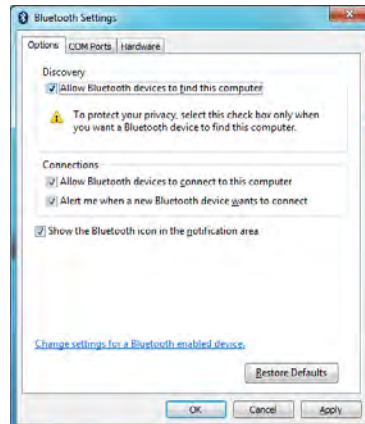 Bluetooth Settings
Options COM Ports Hardware
Discovery
Allow Bluetooth devices to find this computer
To protect your privacy, select this check box only when
you want a Bluetooth device to find this computer.
Connections
Allow Bluetooth devices to connect to this computer
Alert me when a new Bluetooth device wants to connect
Show the Bluetooth icon in the notification area
Change settings for a Bluetooth enabled device.
Restore Defaults
OK Cancel Apply